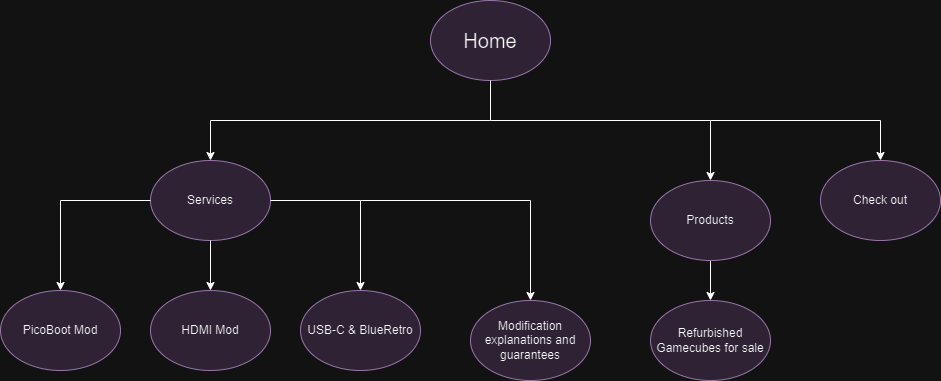 Home
Services
Products
Check out
PicoBoot Mod
HDMI Mod
USB-C & BlueRetro
Modification
explanations and
guarantees
Refurbished
Gamecubes for sale